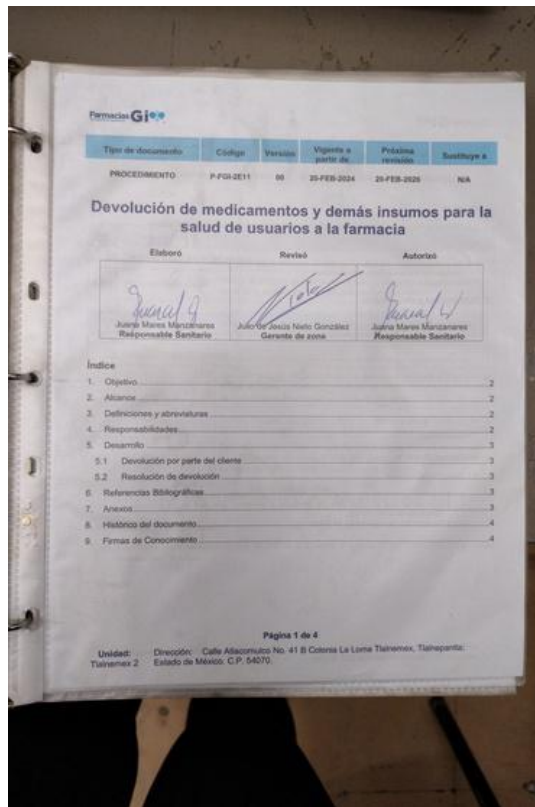 Farmacias Gi
Tipo de documento Código Versión Vigente a partir de Próxima revisión Sustituye a
PROCEDIMIENTO P-FGI-2E11 00 25-FEB-2024 25-FEB-2026 N/A
Devolución de medicamentos y demás insumos para la
salud de usuarios a la farmacia
Elaboró Revisó Autorizó
Juana Mares Manzanares Julio de Jesús Nieto González Juana Mares Manzanares
Responsable Sanitario Gerente de zona Responsable Sanitario
Índice
1. Objetivo 2
2. Alcance 2
3. Definiciones y abreviaturas 2
4. Responsabilidades 2
5. Desarrollo 3
5.1 Devolución por parte del cliente 3
5.2 Resolución de devolución 3
6. Referencias Bibliográficas 3
7. Anexos 3
8. Histórico del documento 4
9. Firmas de Conocimiento 4
Página 1 de 4
Unidad: Dirección: Calle Atlacomulco No. 41 B Colonia La Loma Tlalnemex, Tlalnepantla;
Tlalnemex 2 Estado de México. C.P. 54070.